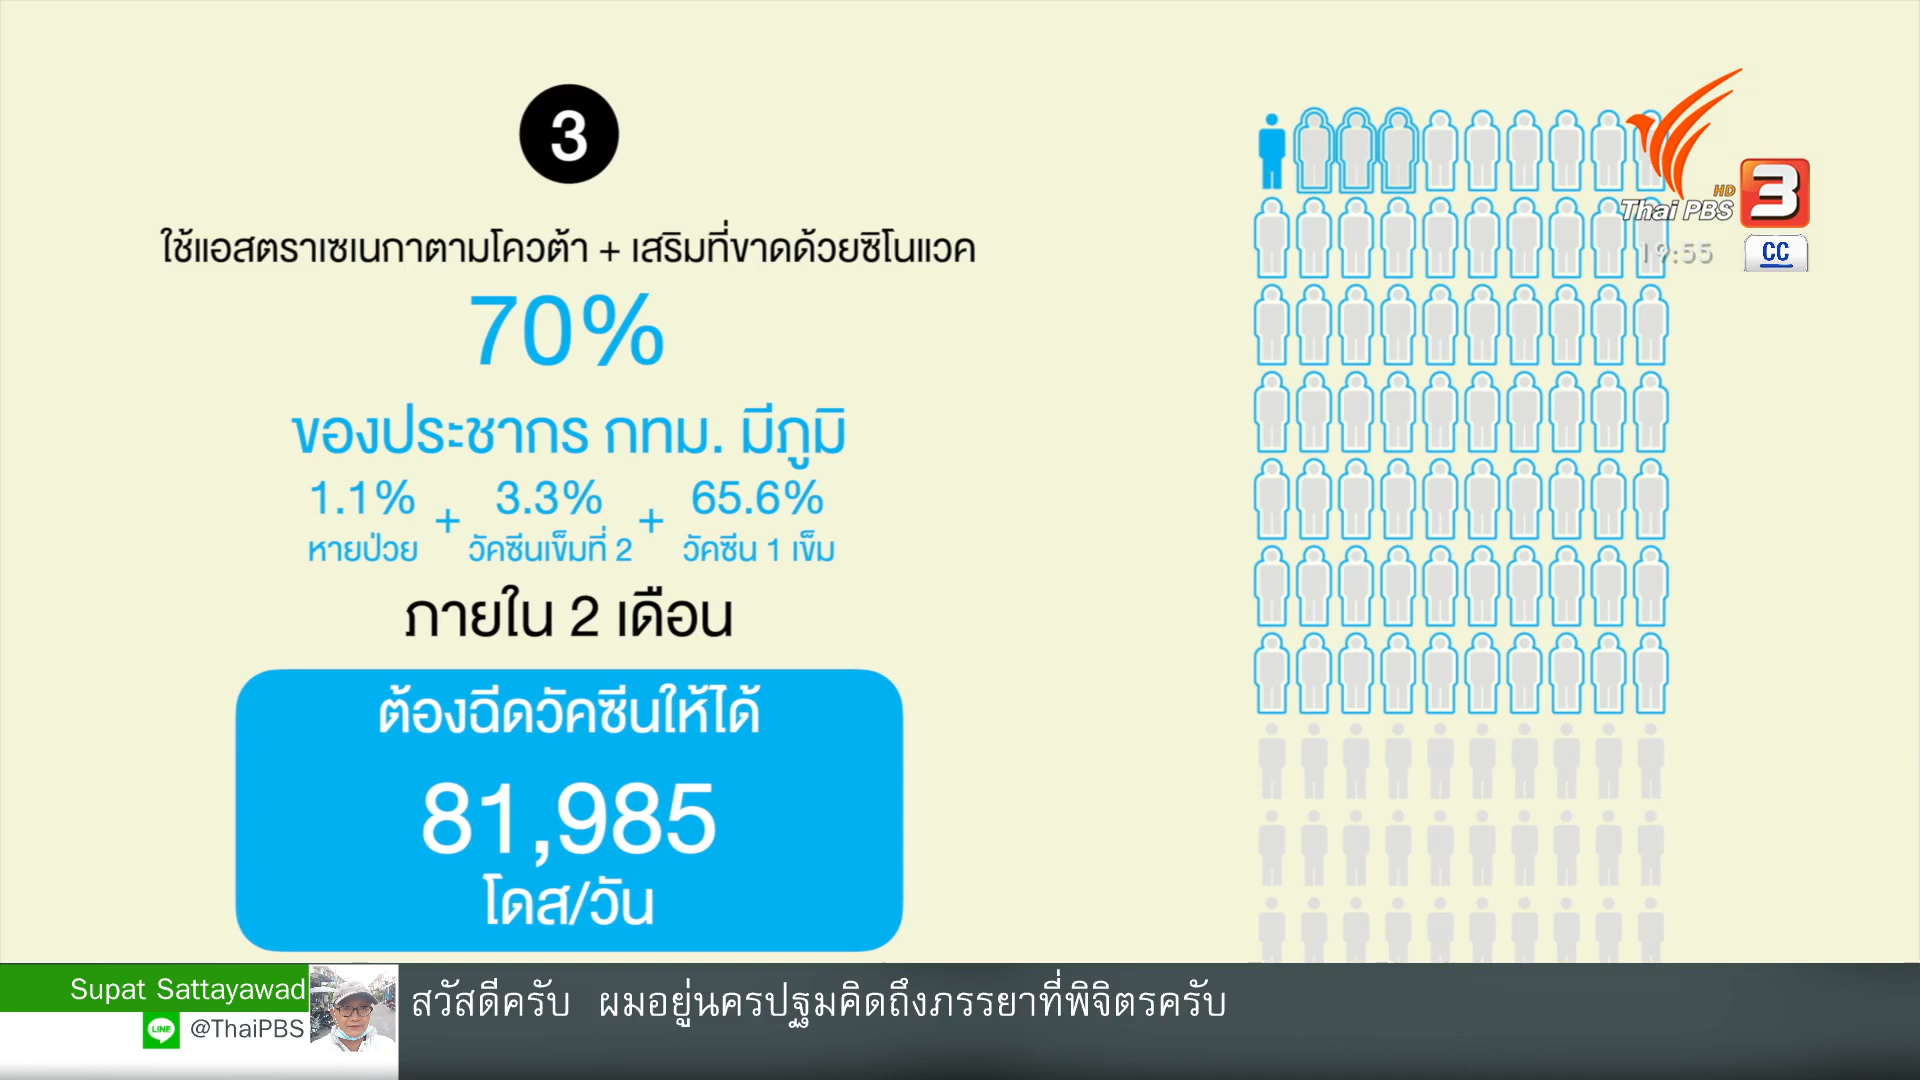 3
ใช้แอสตราเซเนกาตามโควต้า + เสริมที่ขาดด้วยซิโนแวค
70%
ของประชากร กทม. มีภูมิ
1.1% + 3.3% + 65.6%
หายป่วย วัคซีนเข็มที่ 2 วัคซีน 1 เข็ม
ภายใน 2 เดือน
ต้องฉีดวัคซีนให้ได้
81,985
โดส/วัน
HD
Thai PBS 3
19:55 CC
Supat Sattayawad
LINE @ThaiPBS
สวัสดีครับ ผมอยู่นครปฐมคิดถึงภรรยาที่พิจิตรครับ